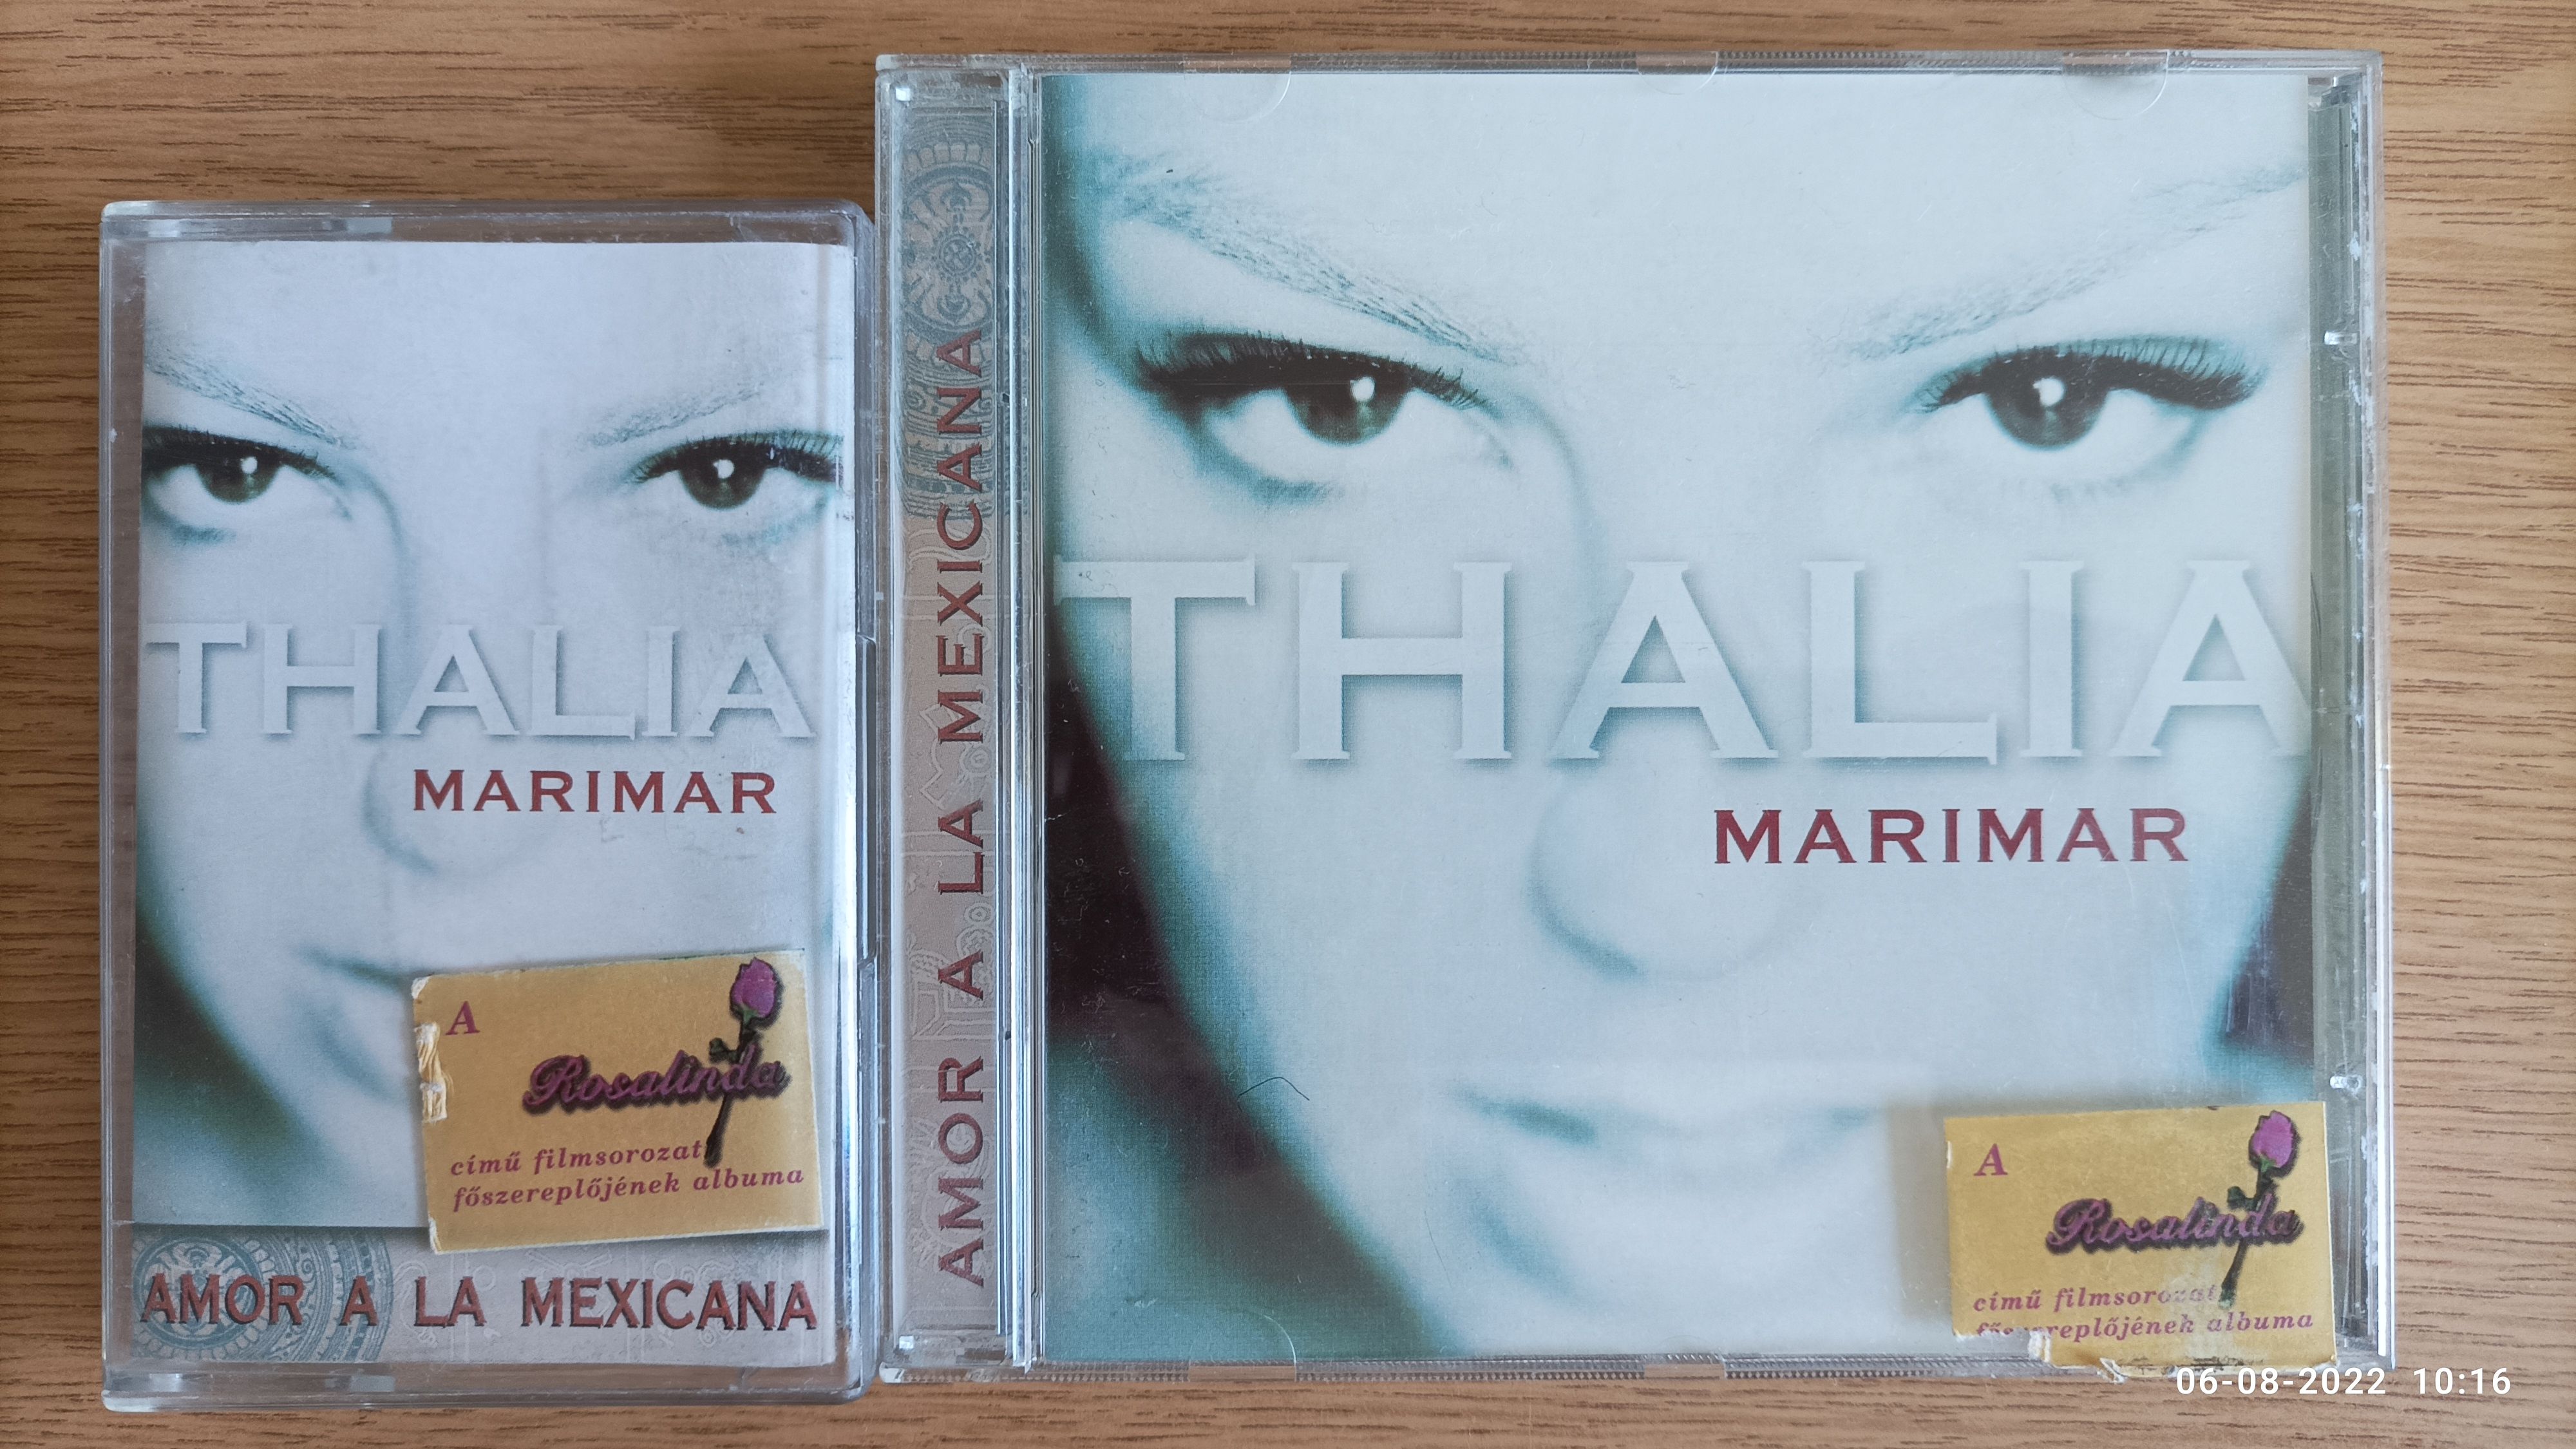 THALIA
MARIMAR
A
Rosalinda
című filmsorozat
főszereplőjének albuma
AMOR A LA MEXICANA
AMOR A LA MEXICANA
THALIA
MARIMAR
A
Rosalinda
című filmsorozat
főszereplőjének albuma
06-08-2022 10:16